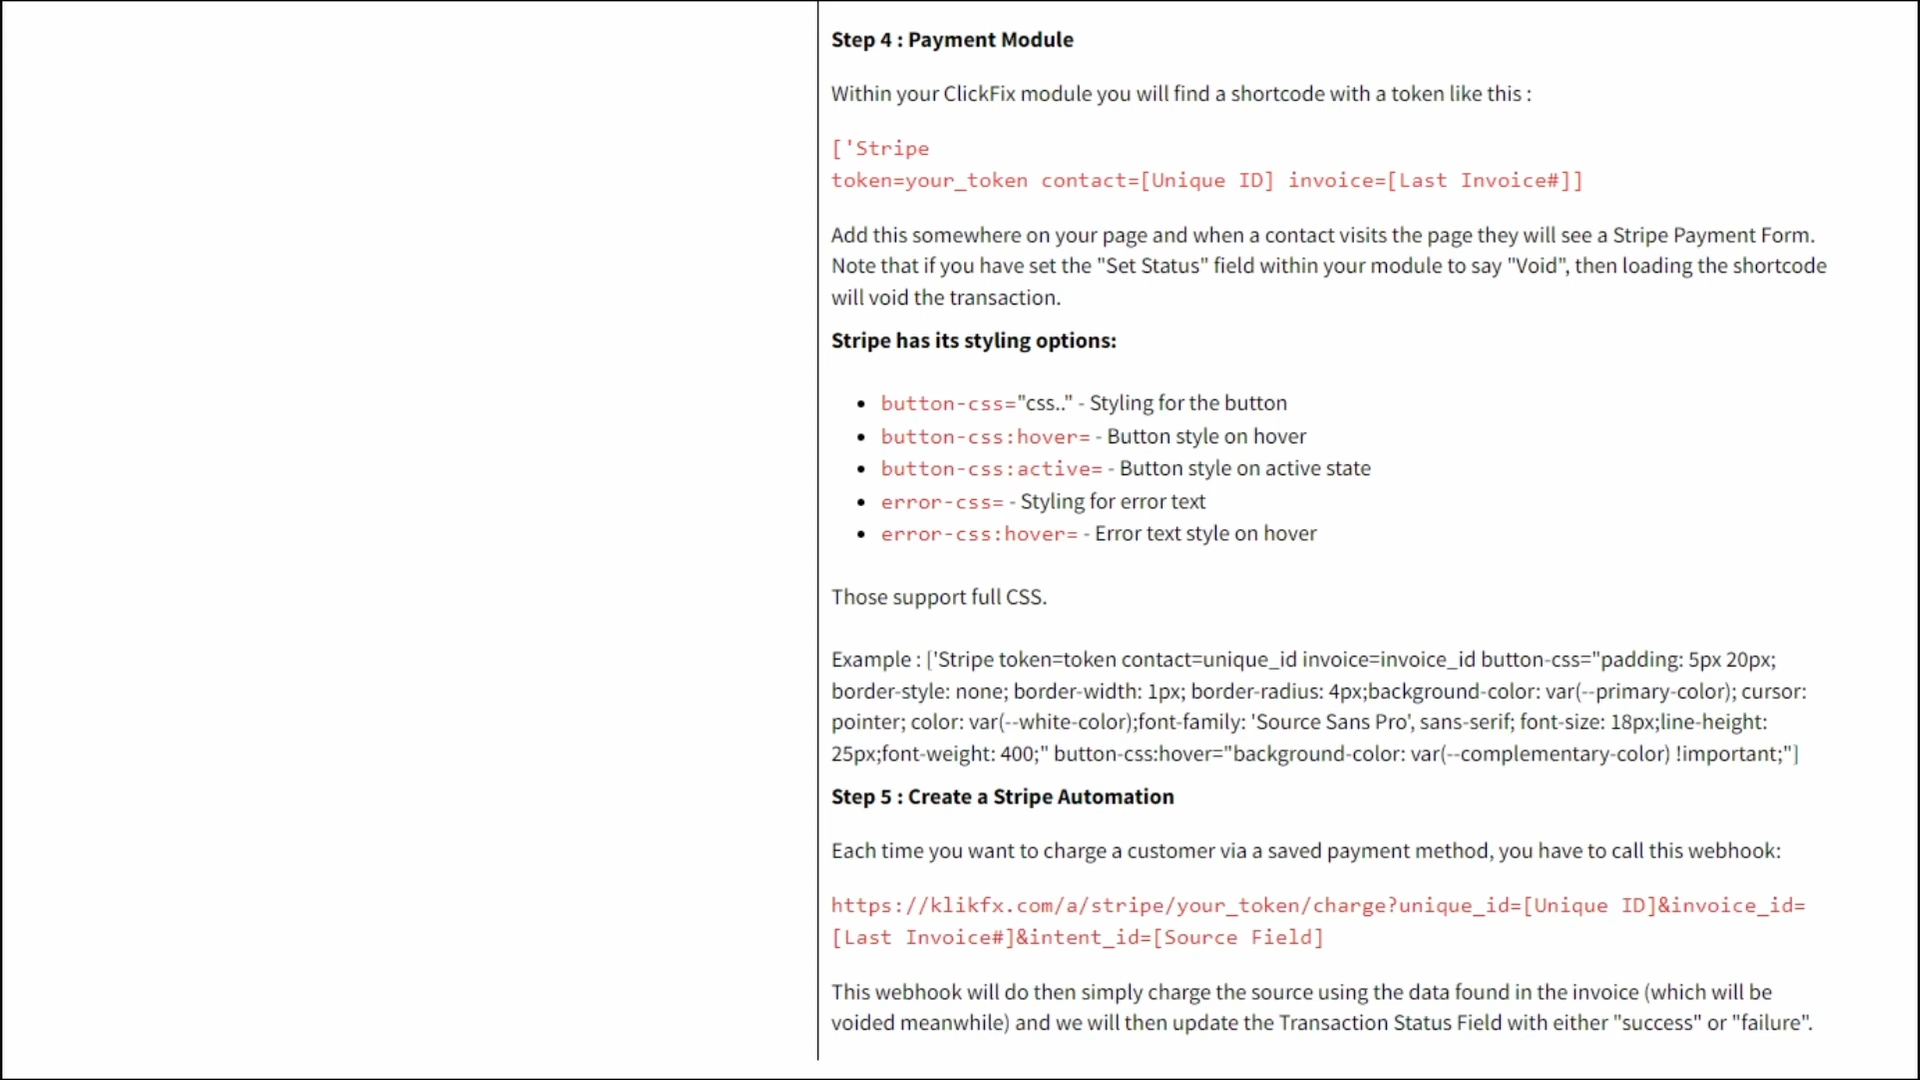 Step 4 : Payment Module
Within your ClickFix module you will find a shortcode with a token like this :
['Stripe
token=your_token contact=[Unique ID] invoice=[Last Invoice#]]
Add this somewhere on your page and when a contact visits the page they will see a Stripe Payment Form.
Note that if you have set the "Set Status" field within your module to say "Void", then loading the shortcode
will void the transaction.
Stripe has its styling options:
• button-css="css.." - Styling for the button
• button-css:hover= - Button style on hover
• button-css:active= - Button style on active state
• error-css= - Styling for error text
• error-css:hover= - Error text style on hover
Those support full CSS.
Example : ['Stripe token=token contact=unique_id invoice=invoice_id button-css="padding: 5px 20px;
border-style: none; border-width: 1px; border-radius: 4px;background-color: var(--primary-color); cursor:
pointer; color: var(--white-color);font-family: 'Source Sans Pro', sans-serif; font-size: 18px;line-height:
25px;font-weight: 400;" button-css:hover="background-color: var(--complementary-color) !important;"]
Step 5 : Create a Stripe Automation
Each time you want to charge a customer via a saved payment method, you have to call this webhook:
https://klikfx.com/a/stripe/your_token/charge?unique_id=[Unique ID]&invoice_id=
[Last Invoice#]&intent_id=[Source Field]
This webhook will do then simply charge the source using the data found in the invoice (which will be
voided meanwhile) and we will then update the Transaction Status Field with either "success" or "failure".